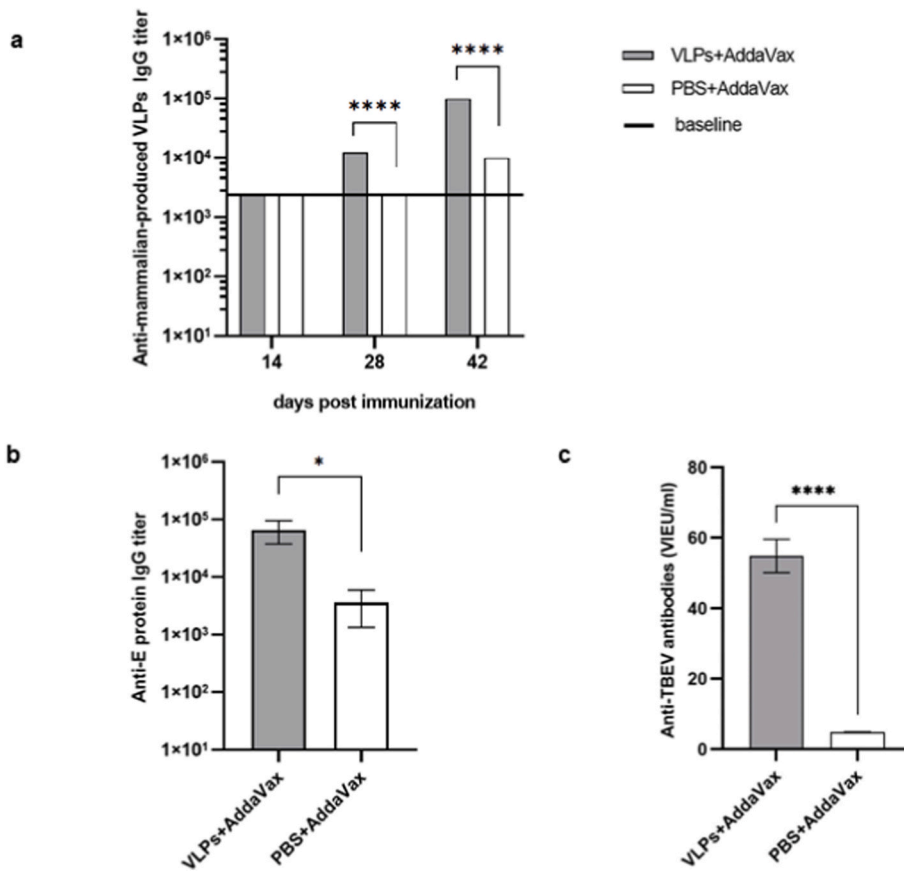 a
Anti-mammalian-produced VLPs IgG titer
1×10⁶
1×10⁵
1×10⁴
1×10³
1×10²
1×10¹
****
****
14
28
42
days post immunization
VLPs+AddaVax
PBS+AddaVax
baseline
b
Anti-E protein IgG titer
1×10⁶
1×10⁵
1×10⁴
1×10³
1×10²
1×10¹
*
VLPs+AddaVax
PBS+AddaVax
c
Anti-TBEV antibodies (VIEU/ml)
80
60
40
20
0
****
VLPs+AddaVax
PBS+AddaVax